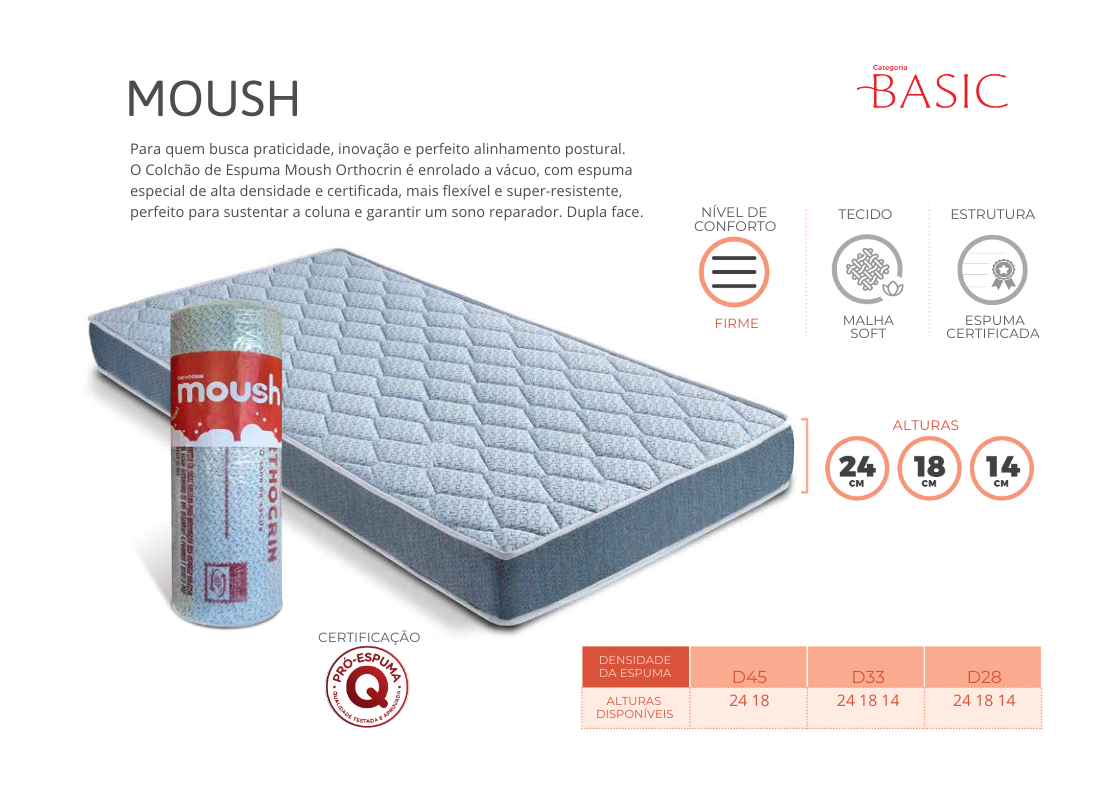 MOUSH
Categoria
BASIC
Para quem busca praticidade, inovação e perfeito alinhamento postural.
O Colchão de Espuma Moush Orthocrin é enrolado a vácuo, com espuma
especial de alta densidade e certificada, mais flexível e super-resistente,
perfeito para sustentar a coluna e garantir um sono reparador. Dupla face.
NÍVEL DE
CONFORTO
FIRME
TECIDO
MALHA
SOFT
ESTRUTURA
ESPUMA
CERTIFICADA
moush
THOCRIN
ALTURAS
24
CM
18
CM
14
CM
CERTIFICAÇÃO
PRÓ-ESPUMA
Q
QUALIDADE TESTADA E APROVADA
DENSIDADE
DA ESPUMA
D45
D33
D28
ALTURAS
DISPONÍVEIS
24 18
24 18 14
24 18 14